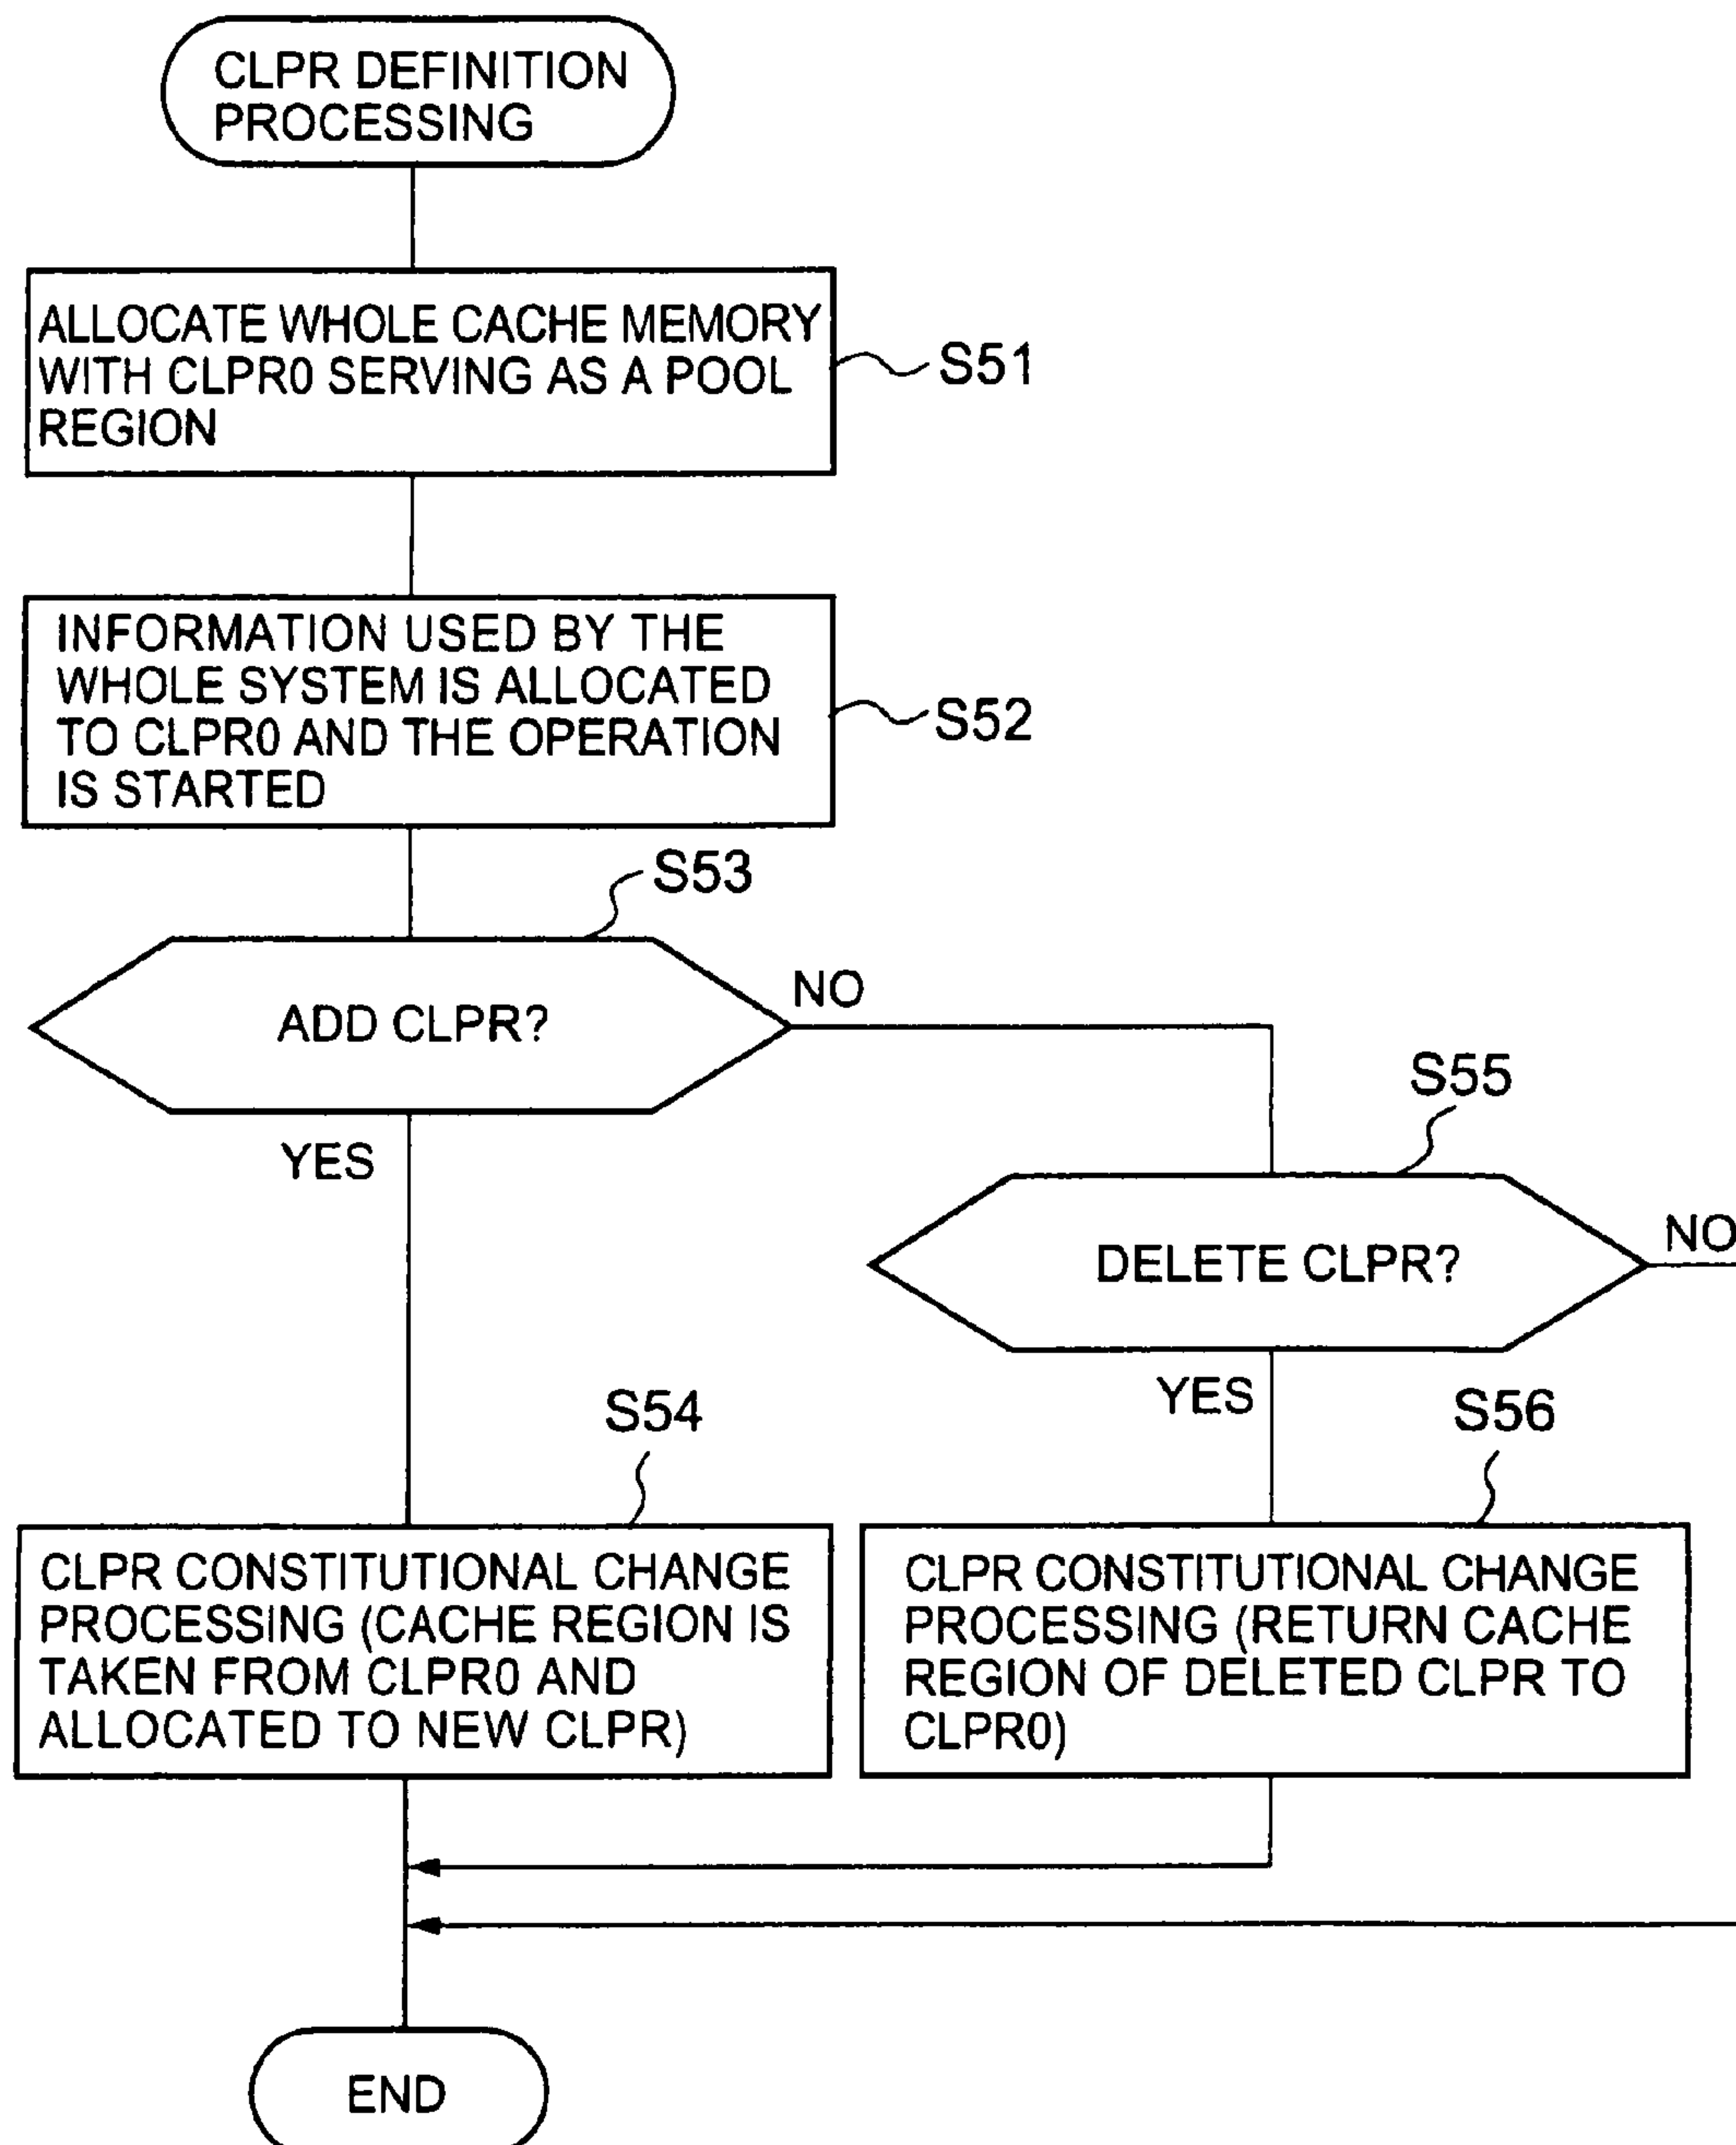 CLPR DEFINITION
PROCESSING
ALLOCATE WHOLE CACHE MEMORY
WITH CLPR0 SERVING AS A POOL
REGION
S51
INFORMATION USED BY THE
WHOLE SYSTEM IS ALLOCATED
TO CLPR0 AND THE OPERATION
IS STARTED
S52
S53
ADD CLPR?
NO
YES
S55
DELETE CLPR?
NO
YES
S54
CLPR CONSTITUTIONAL CHANGE
PROCESSING (CACHE REGION IS
TAKEN FROM CLPR0 AND
ALLOCATED TO NEW CLPR)
S56
CLPR CONSTITUTIONAL CHANGE
PROCESSING (RETURN CACHE
REGION OF DELETED CLPR TO
CLPR0)
END